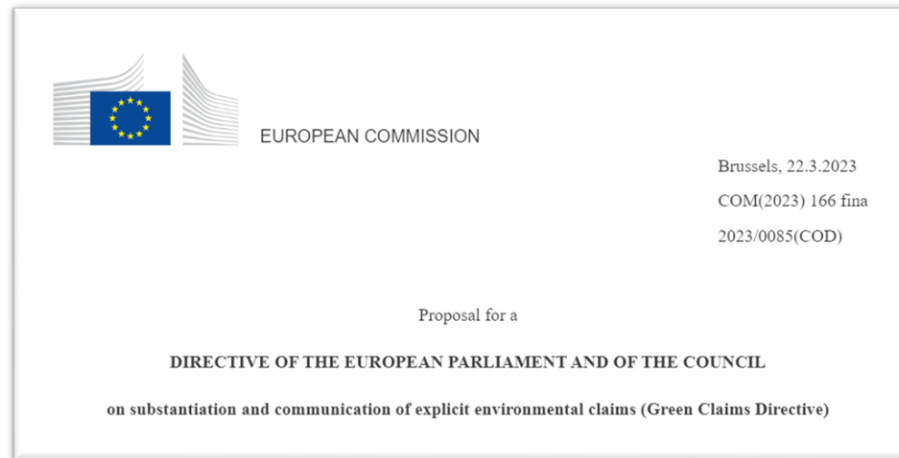 EUROPEAN COMMISSION
Brussels, 22.3.2023
COM(2023) 166 fina
2023/0085(COD)
Proposal for a
DIRECTIVE OF THE EUROPEAN PARLIAMENT AND OF THE COUNCIL
on substantiation and communication of explicit environmental claims (Green Claims Directive)